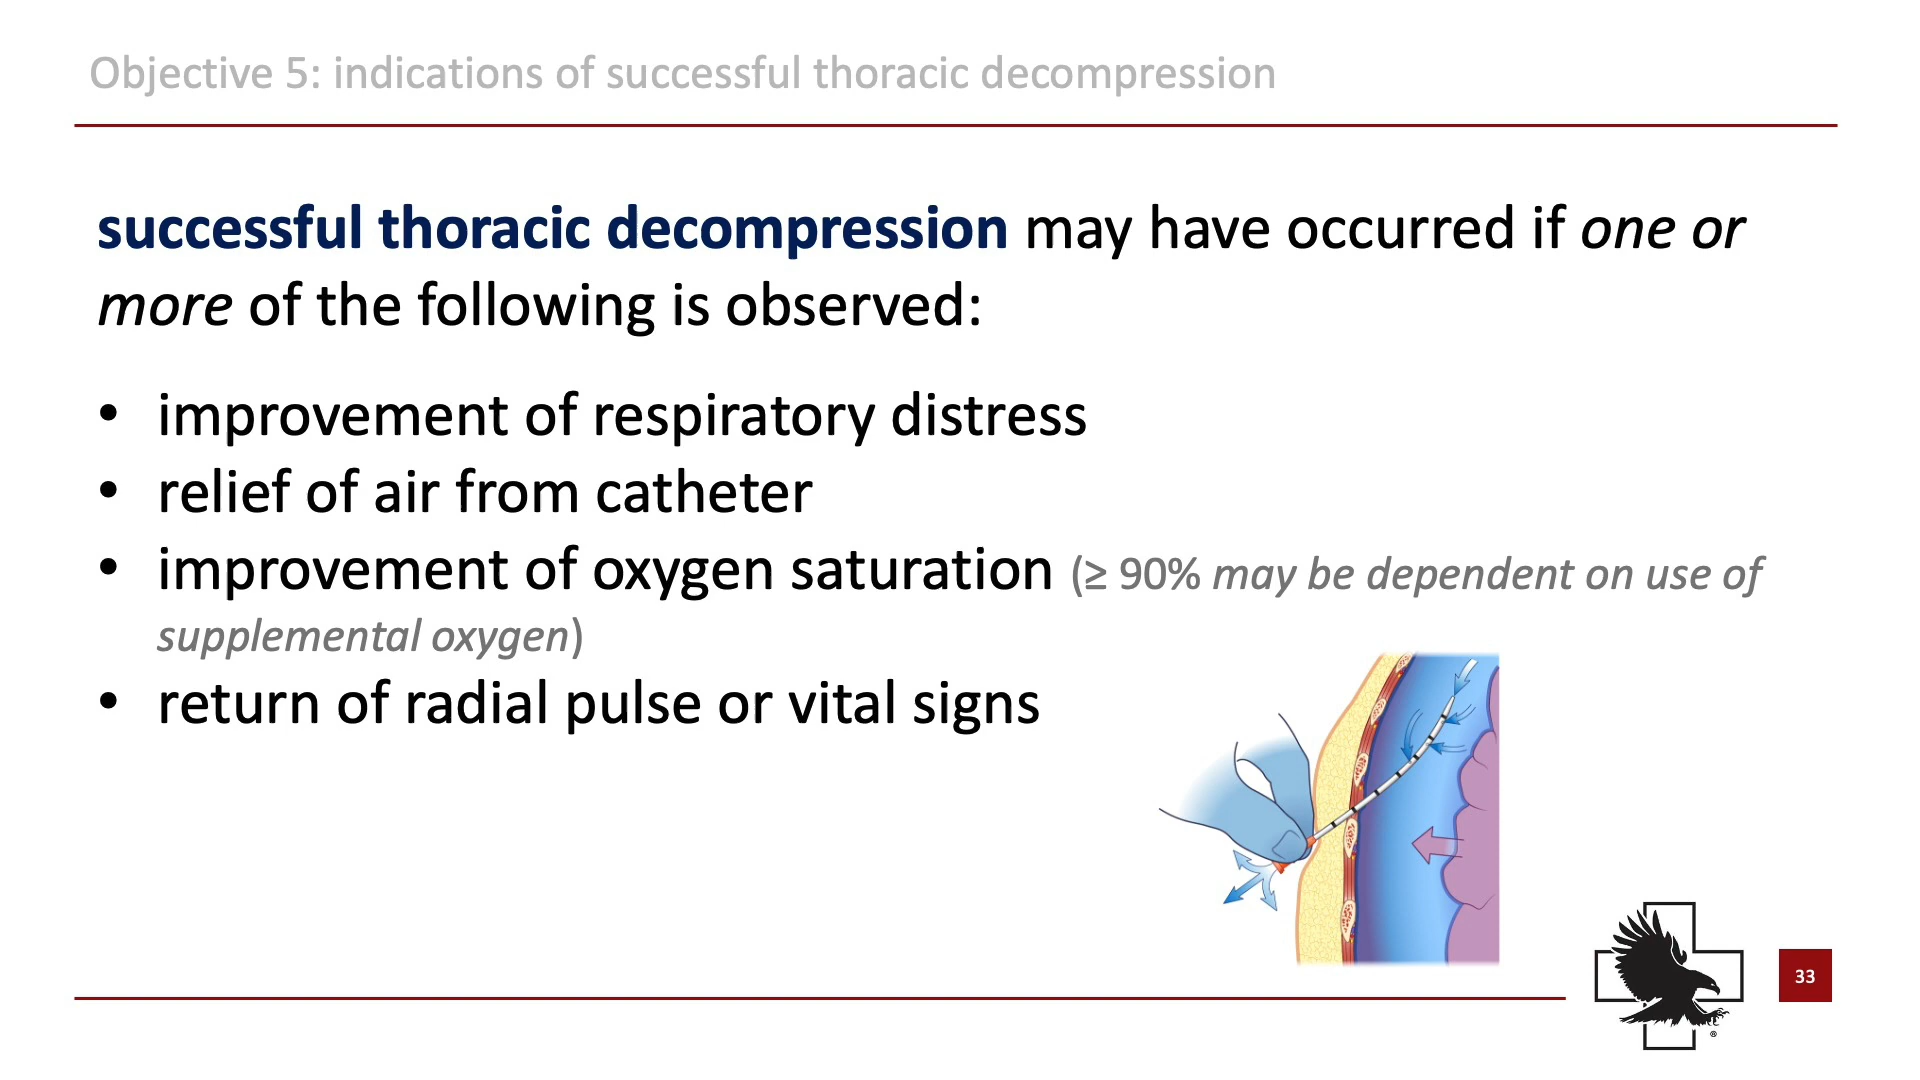 Objective 5: indications of successful thoracic decompression
successful thoracic decompression may have occurred if one or
more of the following is observed:
• improvement of respiratory distress
• relief of air from catheter
• improvement of oxygen saturation (≥ 90% may be dependent on use of
supplemental oxygen)
• return of radial pulse or vital signs
33
®